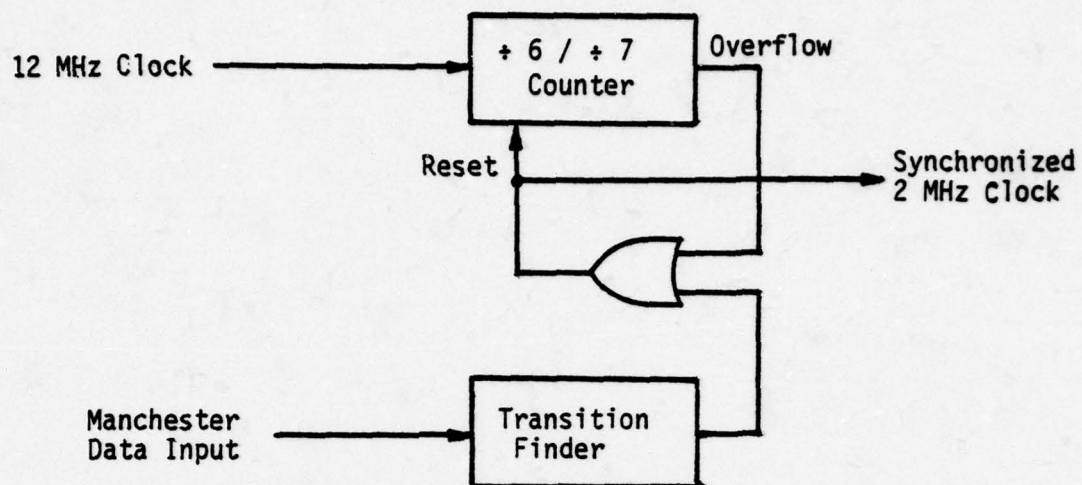 12 MHz Clock
÷ 6 / ÷ 7
Counter
Overflow
Reset
Synchronized
2 MHz Clock
Manchester
Data Input
Transition
Finder